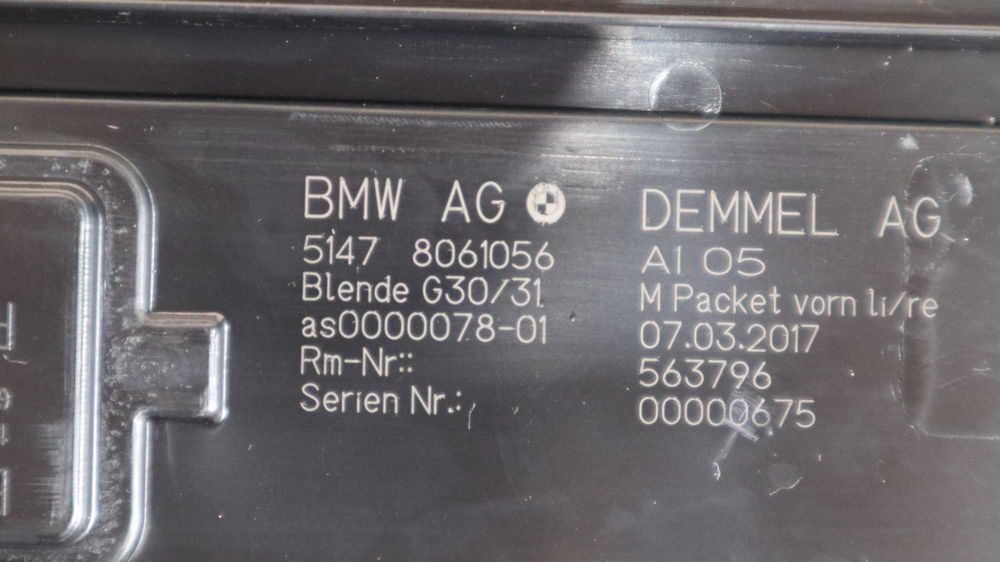 BMW AG DEMMEL AG
5147 8061056 AI 05
Blende G30/31 M Packet vorn li/re
as0000078-01 07.03.2017
Rm-Nr:: 563796
Serien Nr.: 00000675